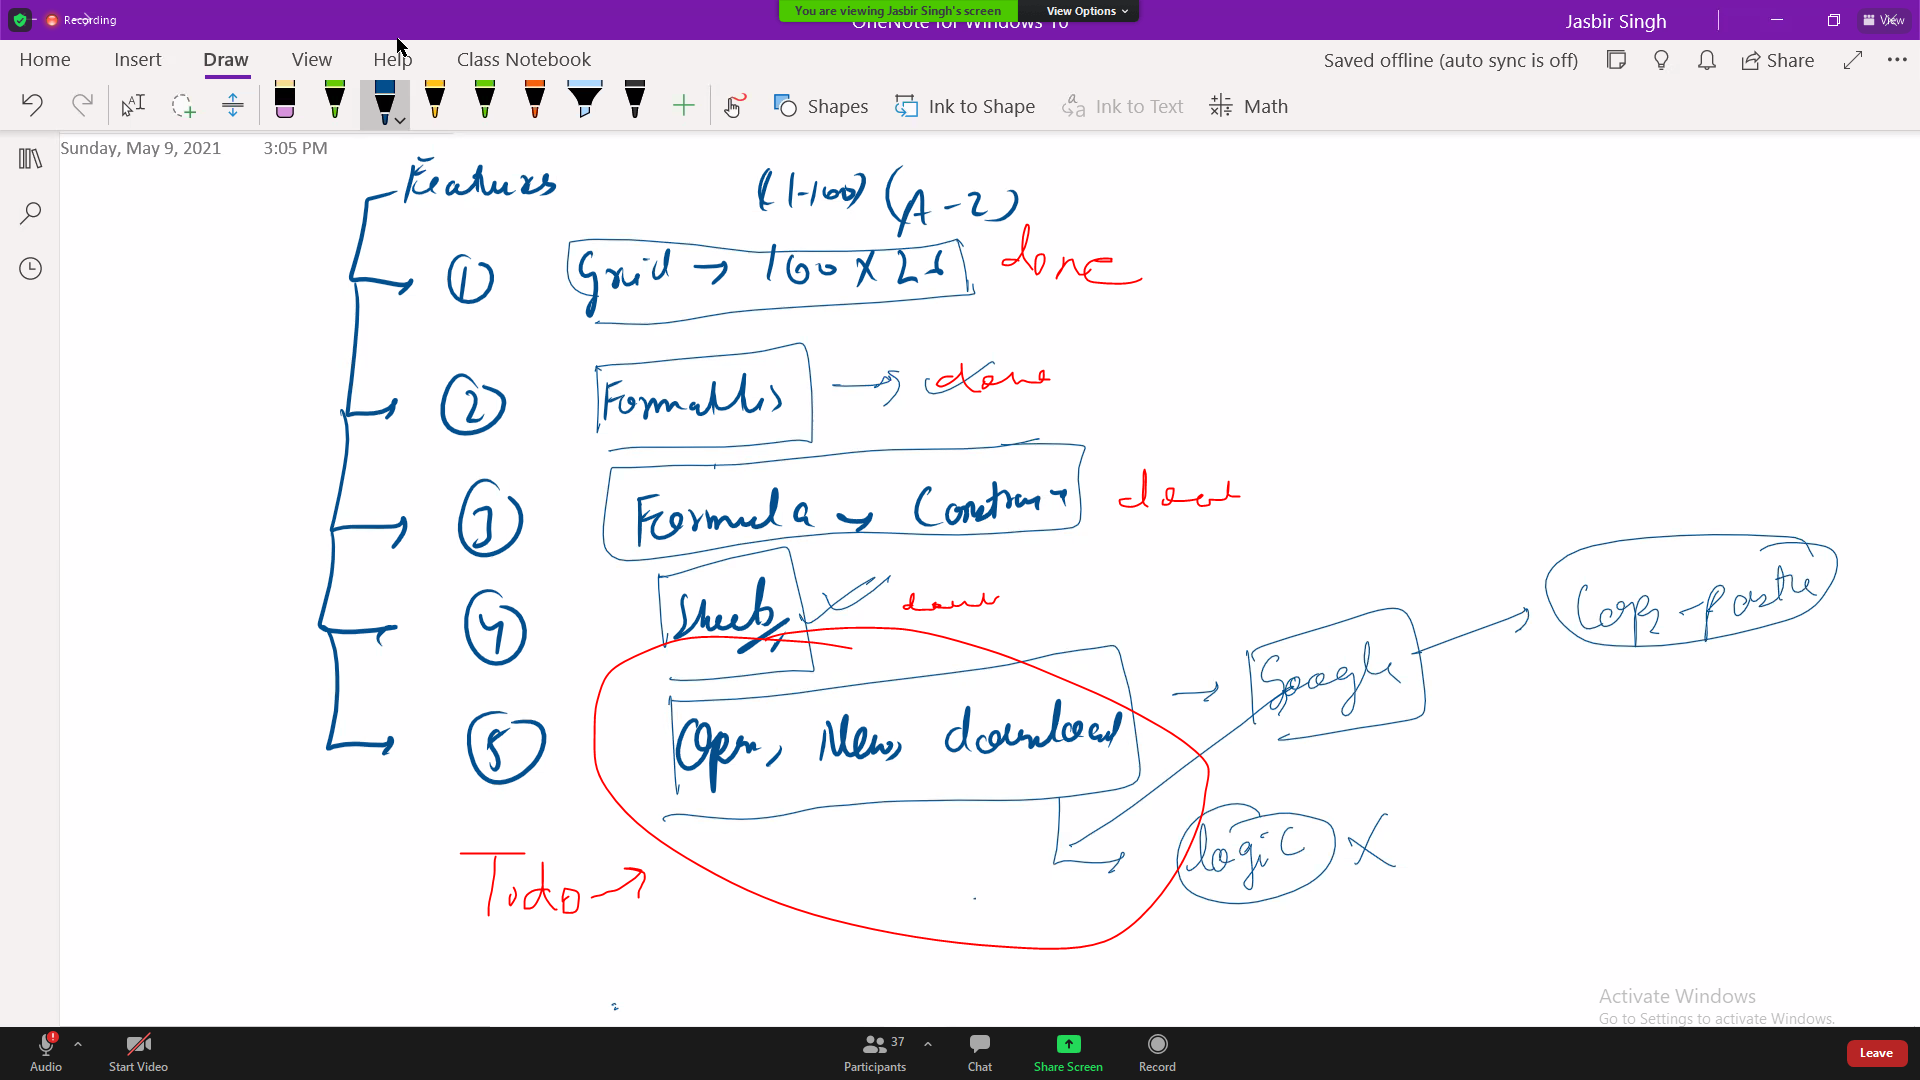 Recording
You are viewing Jasbir Singh's screen
View Options
OneNote for Windows 10
Jasbir Singh
View
Home
Insert
Draw
View
Help
Class Notebook
Saved offline (auto sync is off)
Share
Shapes
Ink to Shape
Ink to Text
Math
Sunday, May 9, 2021
3:05 PM
Features
(1-100) (A-Z)
1 Grid → 100 X 26 done
2 → done
3 Formula →
4 Sheets done
5 Open, New, download → Google → Copy-paste
logic X
Todo →
Activate Windows
Go to Settings to activate Windows.
Audio
Start Video
37
Participants
Chat
Share Screen
Record
Leave